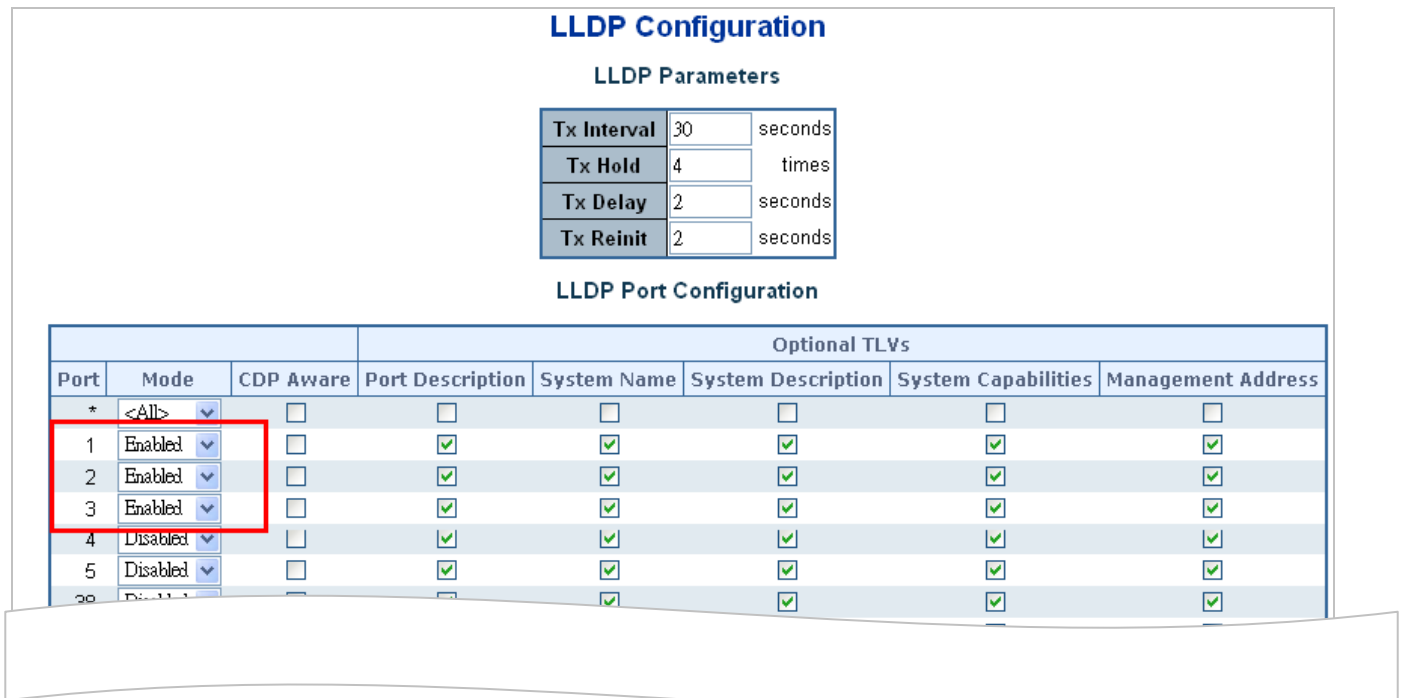 LLDP Configuration
LLDP Parameters
Tx Interval 30 seconds
Tx Hold 4 times
Tx Delay 2 seconds
Tx Reinit 2 seconds
LLDP Port Configuration
Optional TLVs
Port Mode CDP Aware Port Description System Name System Description System Capabilities Management Address
* <All>
1 Enabled
2 Enabled
3 Enabled
4 Disabled
5 Disabled